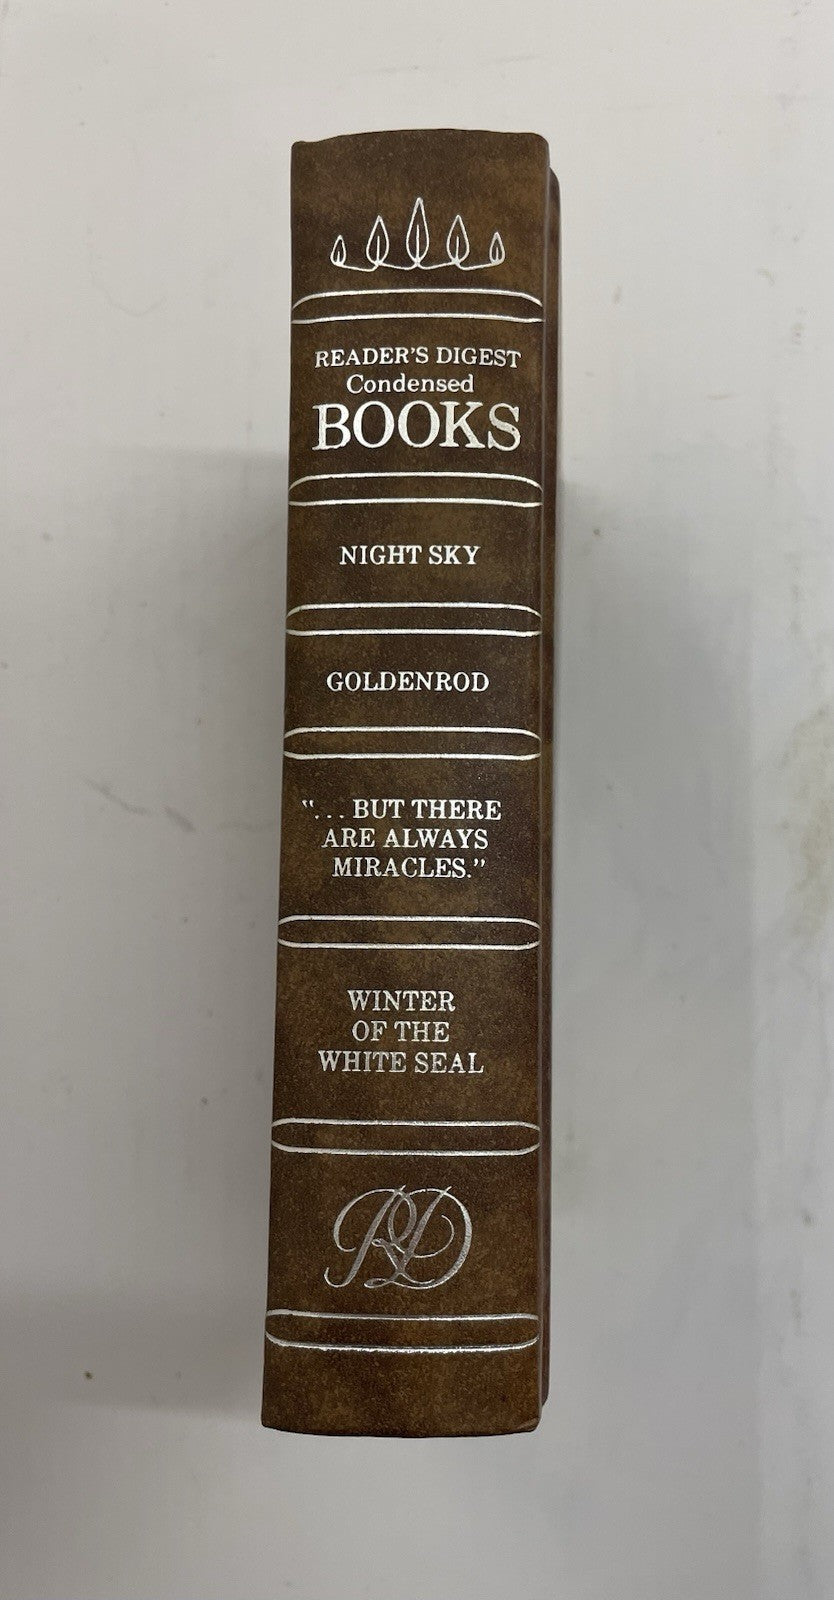 READER'S DIGEST
Condensed
BOOKS
NIGHT SKY
GOLDENROD
"... BUT THERE
ARE ALWAYS
MIRACLES."
WINTER
OF THE
WHITE SEAL
RD